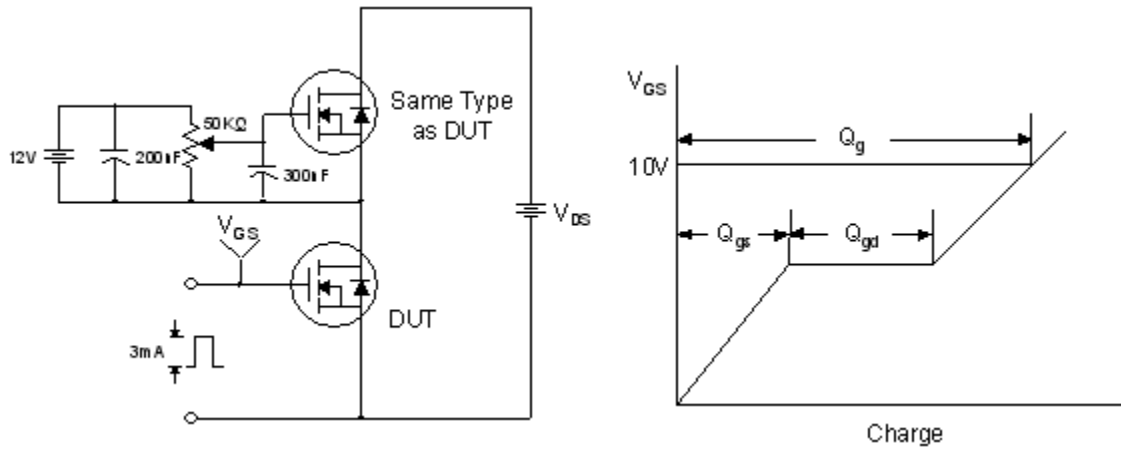 Same Type
as DUT
50KΩ
12V
200nF
300nF
V_GS
V_DS
DUT
3mA
V_GS
Q_g
10V
Q_gs
Q_gd
Charge